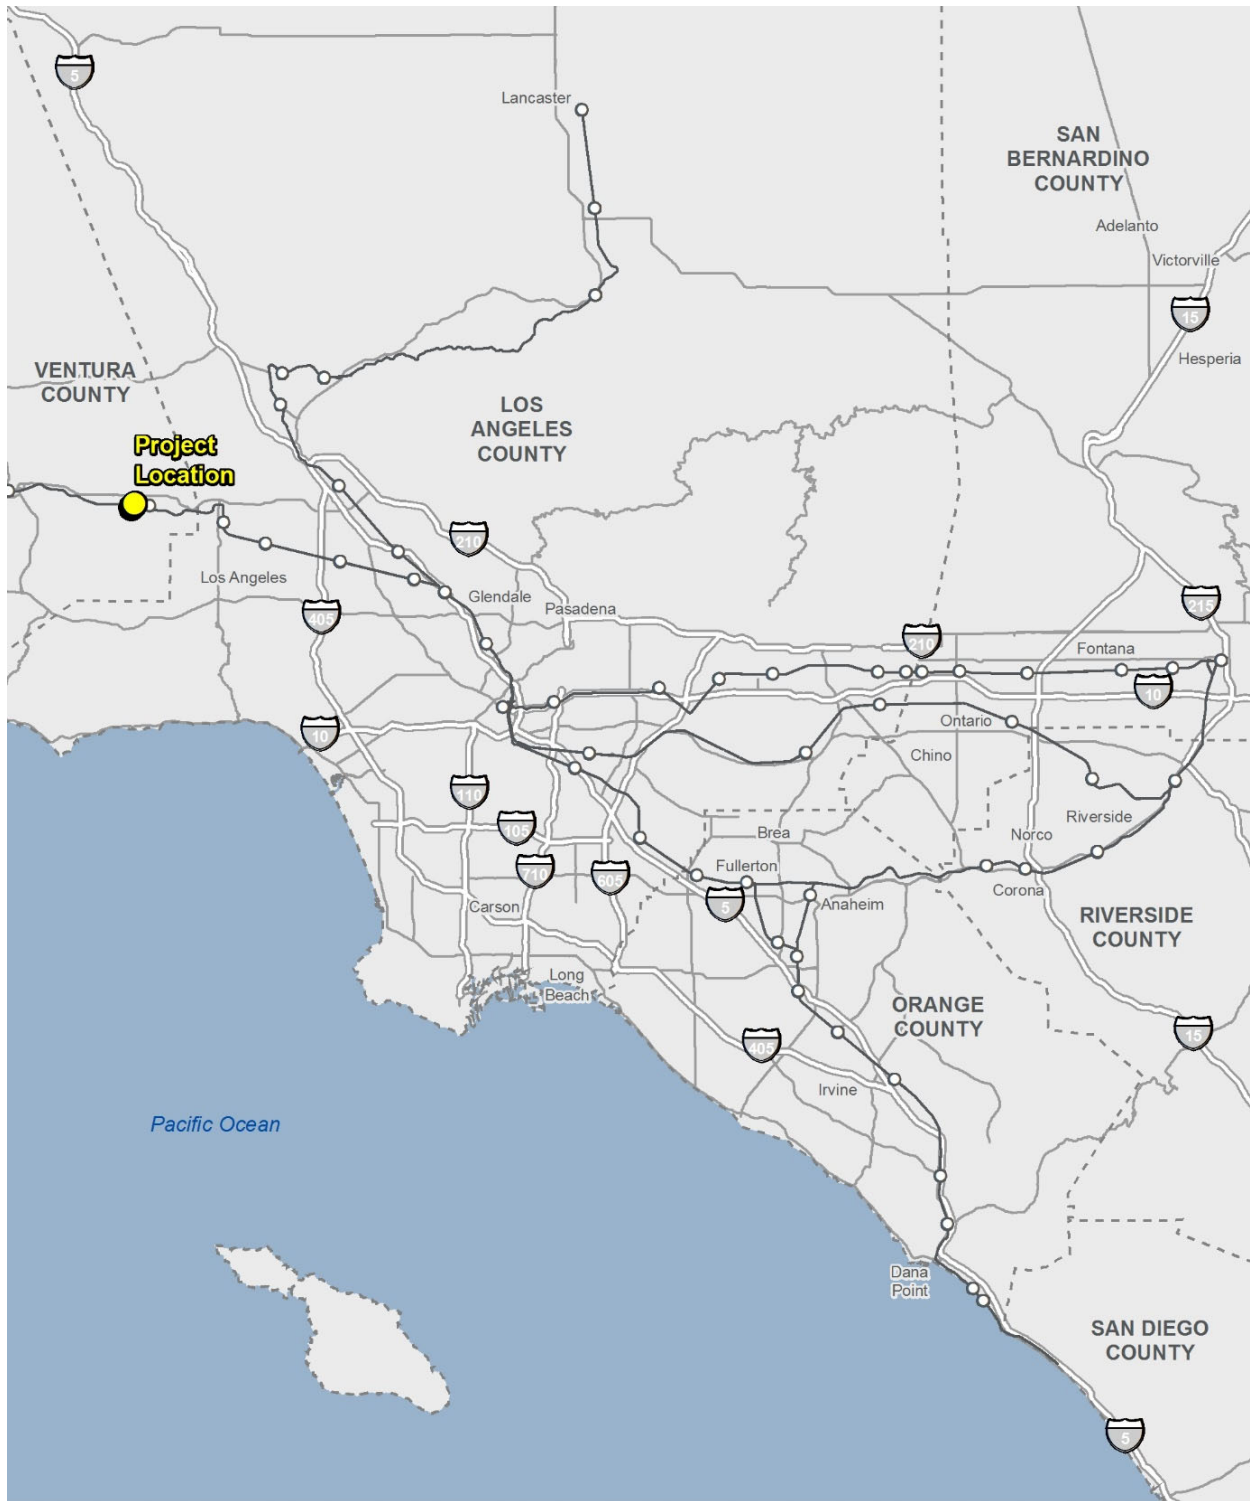 5
Lancaster
SAN
BERNARDINO
COUNTY
Adelanto
Victorville
15
Hesperia
VENTURA
COUNTY
LOS
ANGELES
COUNTY
Project
Location
210
Los Angeles
Glendale
Pasadena
405
215
210
Fontana
10
10
Ontario
Chino
110
105
Brea
Norco
Riverside
710
605
Fullerton
Corona
5
Anaheim
Carson
RIVERSIDE
COUNTY
Long
Beach
ORANGE
COUNTY
405
15
Irvine
Pacific Ocean
Dana
Point
SAN DIEGO
COUNTY
5